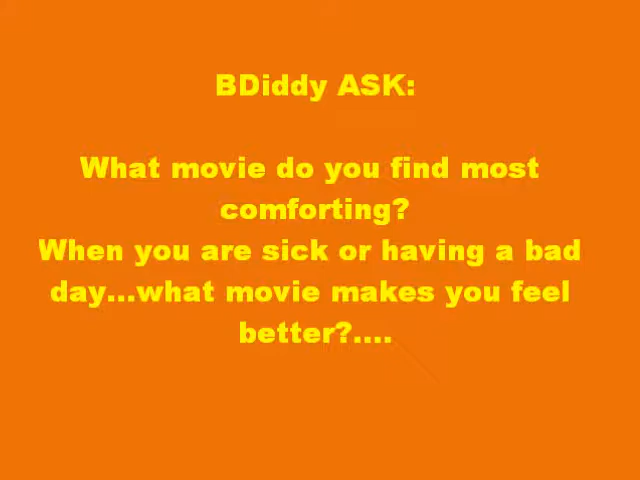 BDiddy ASK:
What movie do you find most
comforting?
When you are sick or having a bad
day...what movie makes you feel
better?....